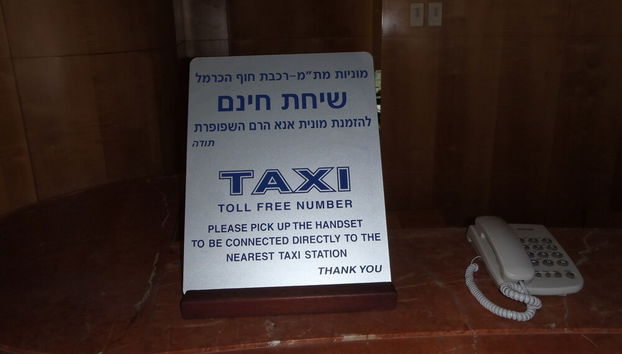 מוניות מת"מ-רכבת חוף הכרמל
שיחת חינם
להזמנת מונית אנא הרם השפופרת
תודה
TAXI
TOLL FREE NUMBER
PLEASE PICK UP THE HANDSET
TO BE CONNECTED DIRECTLY TO THE
NEAREST TAXI STATION
THANK YOU